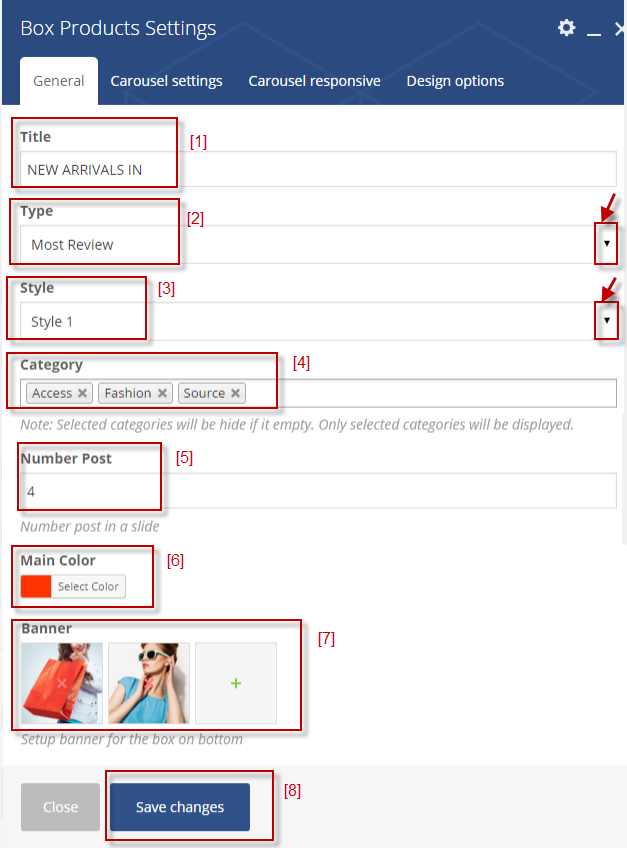 Box Products Settings
General Carousel settings Carousel responsive Design options
Title
[1]
NEW ARRIVALS IN
Type
[2]
Most Review
Style
[3]
Style 1
Category
[4]
Access Fashion Source
Note: Selected categories will be hide if it empty. Only selected categories will be displayed.
Number Post
[5]
4
Number post in a slide
Main Color
[6]
Select Color
Banner
[7]
Setup banner for the box on bottom
Close Save changes
[8]